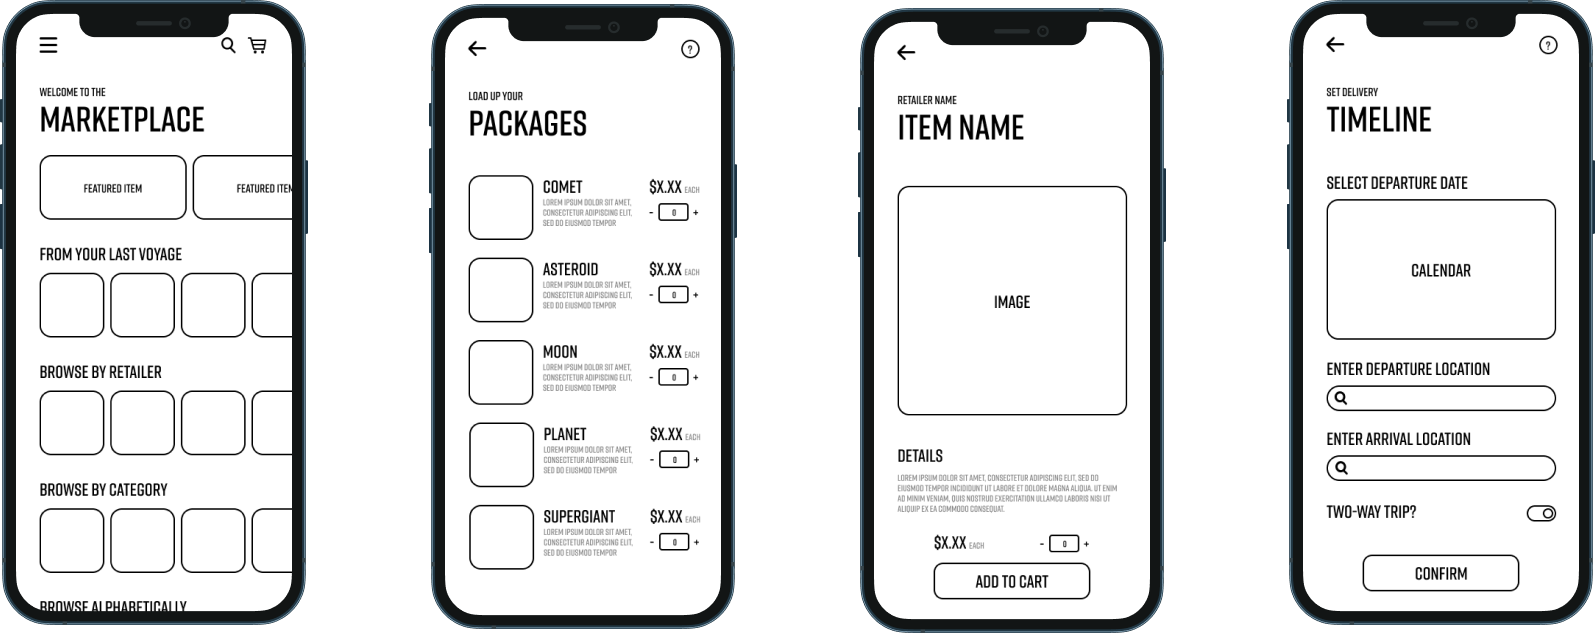 WELCOME TO THE
MARKETPLACE
FEATURED ITEM
FEATURED ITEM
FROM YOUR LAST VOYAGE
BROWSE BY RETAILER
BROWSE BY CATEGORY
BROWSE ALPHABETICALLY
?
LOAD UP YOUR
PACKAGES
COMET
$X.XX EACH
LOREM IPSUM DOLOR SIT AMET,
CONSECTETUR ADIPISCING ELIT,
SED DO EIUSMOD TEMPOR
- 0 +
ASTEROID
$X.XX EACH
LOREM IPSUM DOLOR SIT AMET,
CONSECTETUR ADIPISCING ELIT,
SED DO EIUSMOD TEMPOR
- 0 +
MOON
$X.XX EACH
LOREM IPSUM DOLOR SIT AMET,
CONSECTETUR ADIPISCING ELIT,
SED DO EIUSMOD TEMPOR
- 0 +
PLANET
$X.XX EACH
LOREM IPSUM DOLOR SIT AMET,
CONSECTETUR ADIPISCING ELIT,
SED DO EIUSMOD TEMPOR
- 0 +
SUPERGIANT
$X.XX EACH
LOREM IPSUM DOLOR SIT AMET,
CONSECTETUR ADIPISCING ELIT,
SED DO EIUSMOD TEMPOR
- 0 +
RETAILER NAME
ITEM NAME
IMAGE
DETAILS
LOREM IPSUM DOLOR SIT AMET, CONSECTETUR ADIPISCING ELIT, SED DO
EIUSMOD TEMPOR INCIDIDUNT UT LABORE ET DOLORE MAGNA ALIQUA. UT ENIM
AD MINIM VENIAM, QUIS NOSTRUD EXERCITATION ULLAMCO LABORIS NISI UT
ALIQUIP EX EA COMMODO CONSEQUAT.
$X.XX EACH
- 0 +
ADD TO CART
?
SET DELIVERY
TIMELINE
SELECT DEPARTURE DATE
CALENDAR
ENTER DEPARTURE LOCATION
ENTER ARRIVAL LOCATION
TWO-WAY TRIP?
CONFIRM